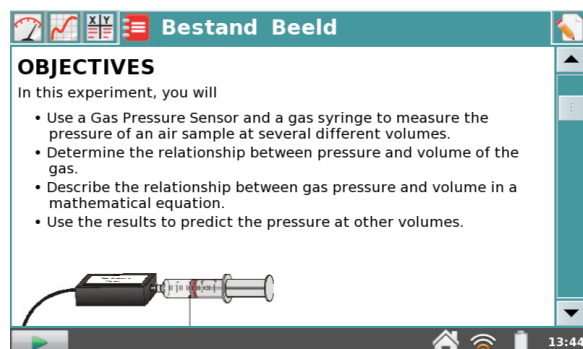 X Y
Bestand Beeld
OBJECTIVES
In this experiment, you will
• Use a Gas Pressure Sensor and a gas syringe to measure the
pressure of an air sample at several different volumes.
• Determine the relationship between pressure and volume of the
gas.
• Describe the relationship between gas pressure and volume in a
mathematical equation.
• Use the results to predict the pressure at other volumes.
13:44